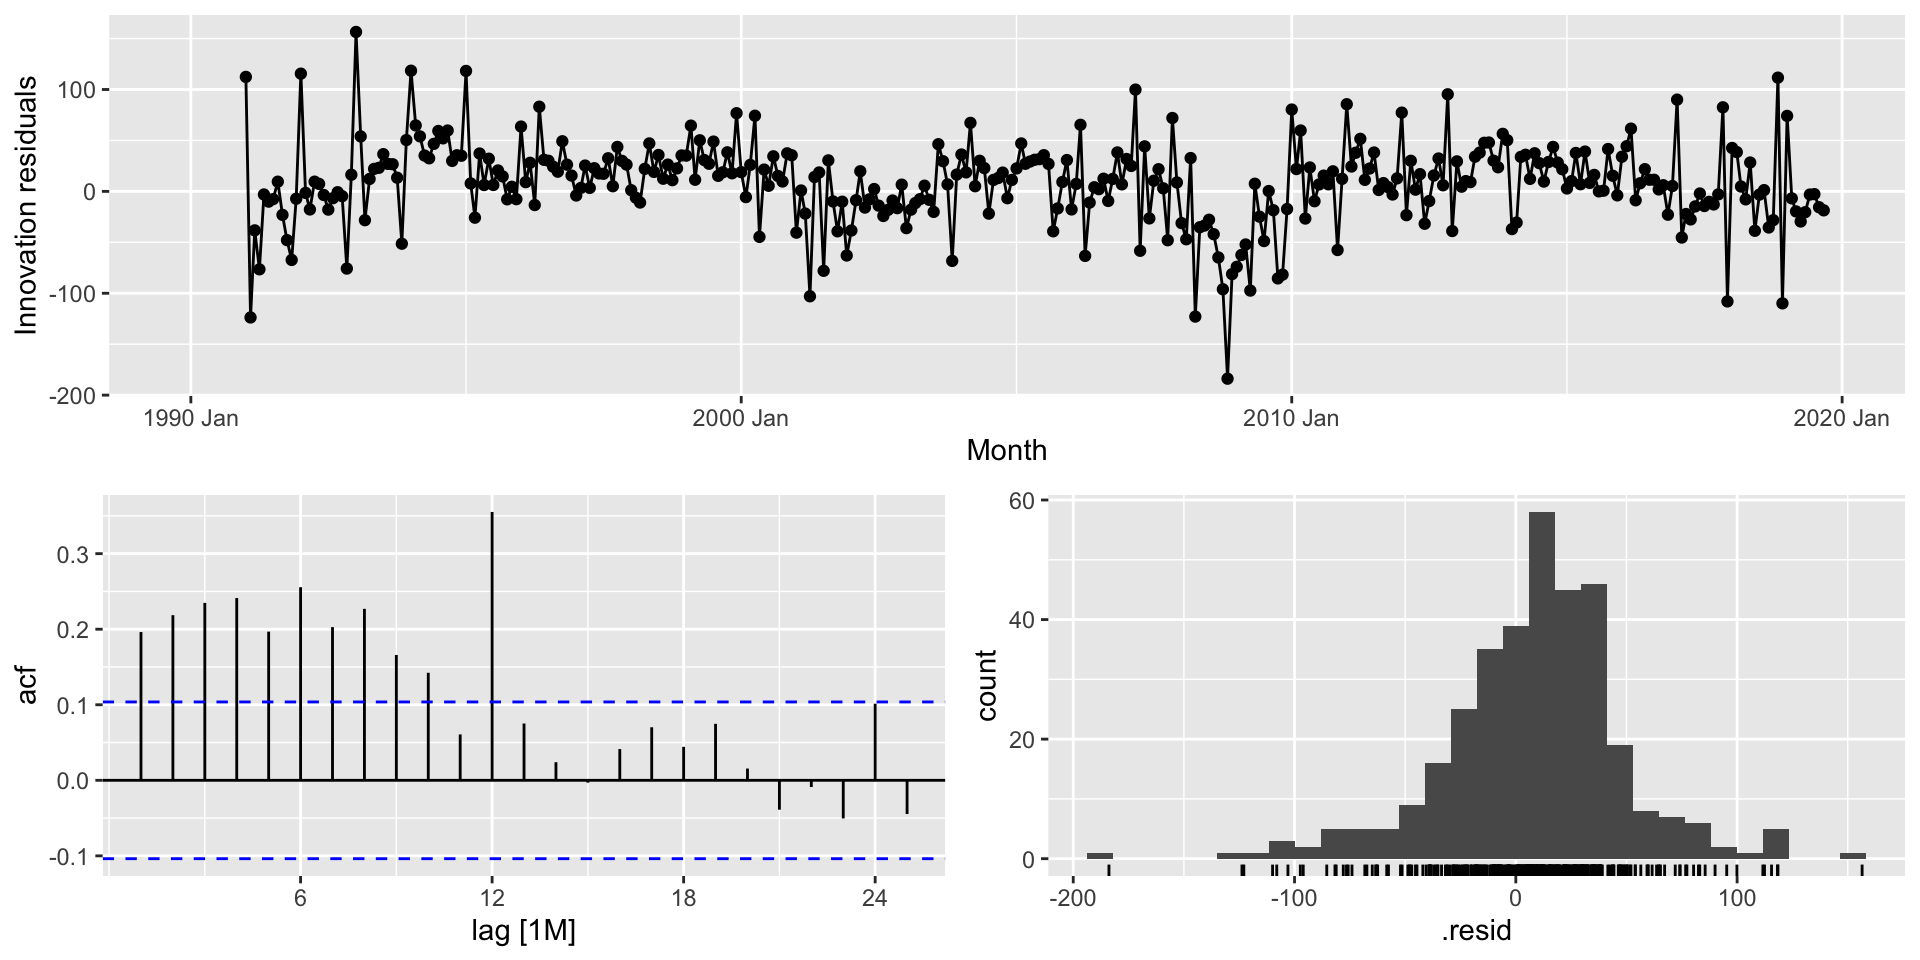 Innovation residuals
100
0
-100
-200
1990 Jan
2000 Jan
2010 Jan
2020 Jan
Month
acf
0.3
0.2
0.1
0.0
-0.1
6
12
18
24
lag [1M]
count
60
40
20
0
-200
-100
0
100
.resid